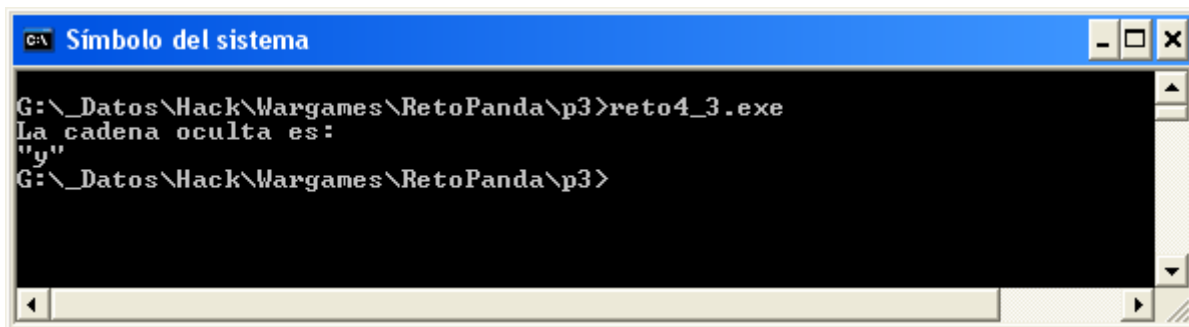 Símbolo del sistema
G:\_Datos\Hack\Wargames\RetoPanda\p3>reto4_3.exe
La cadena oculta es:
"y"
G:\_Datos\Hack\Wargames\RetoPanda\p3>